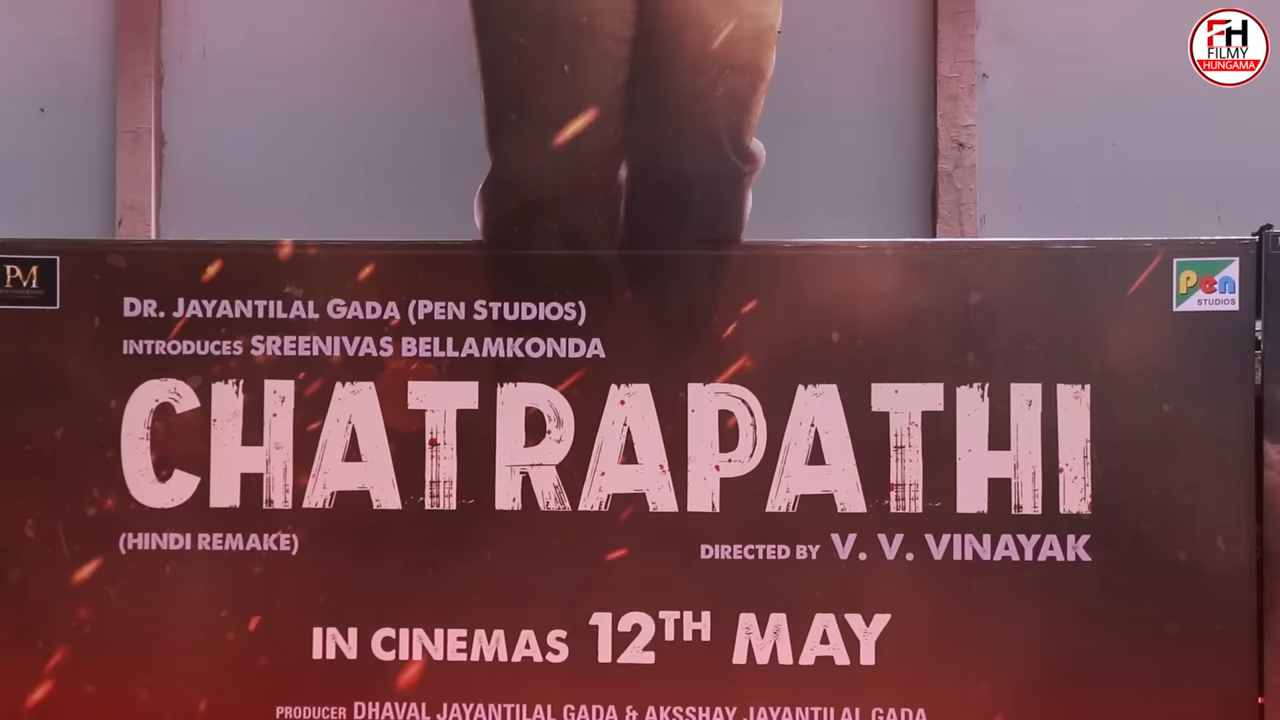 FH
FILMY
HUNGAMA
PM
Pen
STUDIOS
DR. JAYANTILAL GADA (PEN STUDIOS)
INTRODUCES SREENIVAS BELLAMKONDA
CHATRAPATHI
(HINDI REMAKE)
DIRECTED BY V. V. VINAYAK
IN CINEMAS 12TH MAY
PRODUCER DHAVAL JAYANTILAL GADA & AKSSHAY JAYANTILAL GADA